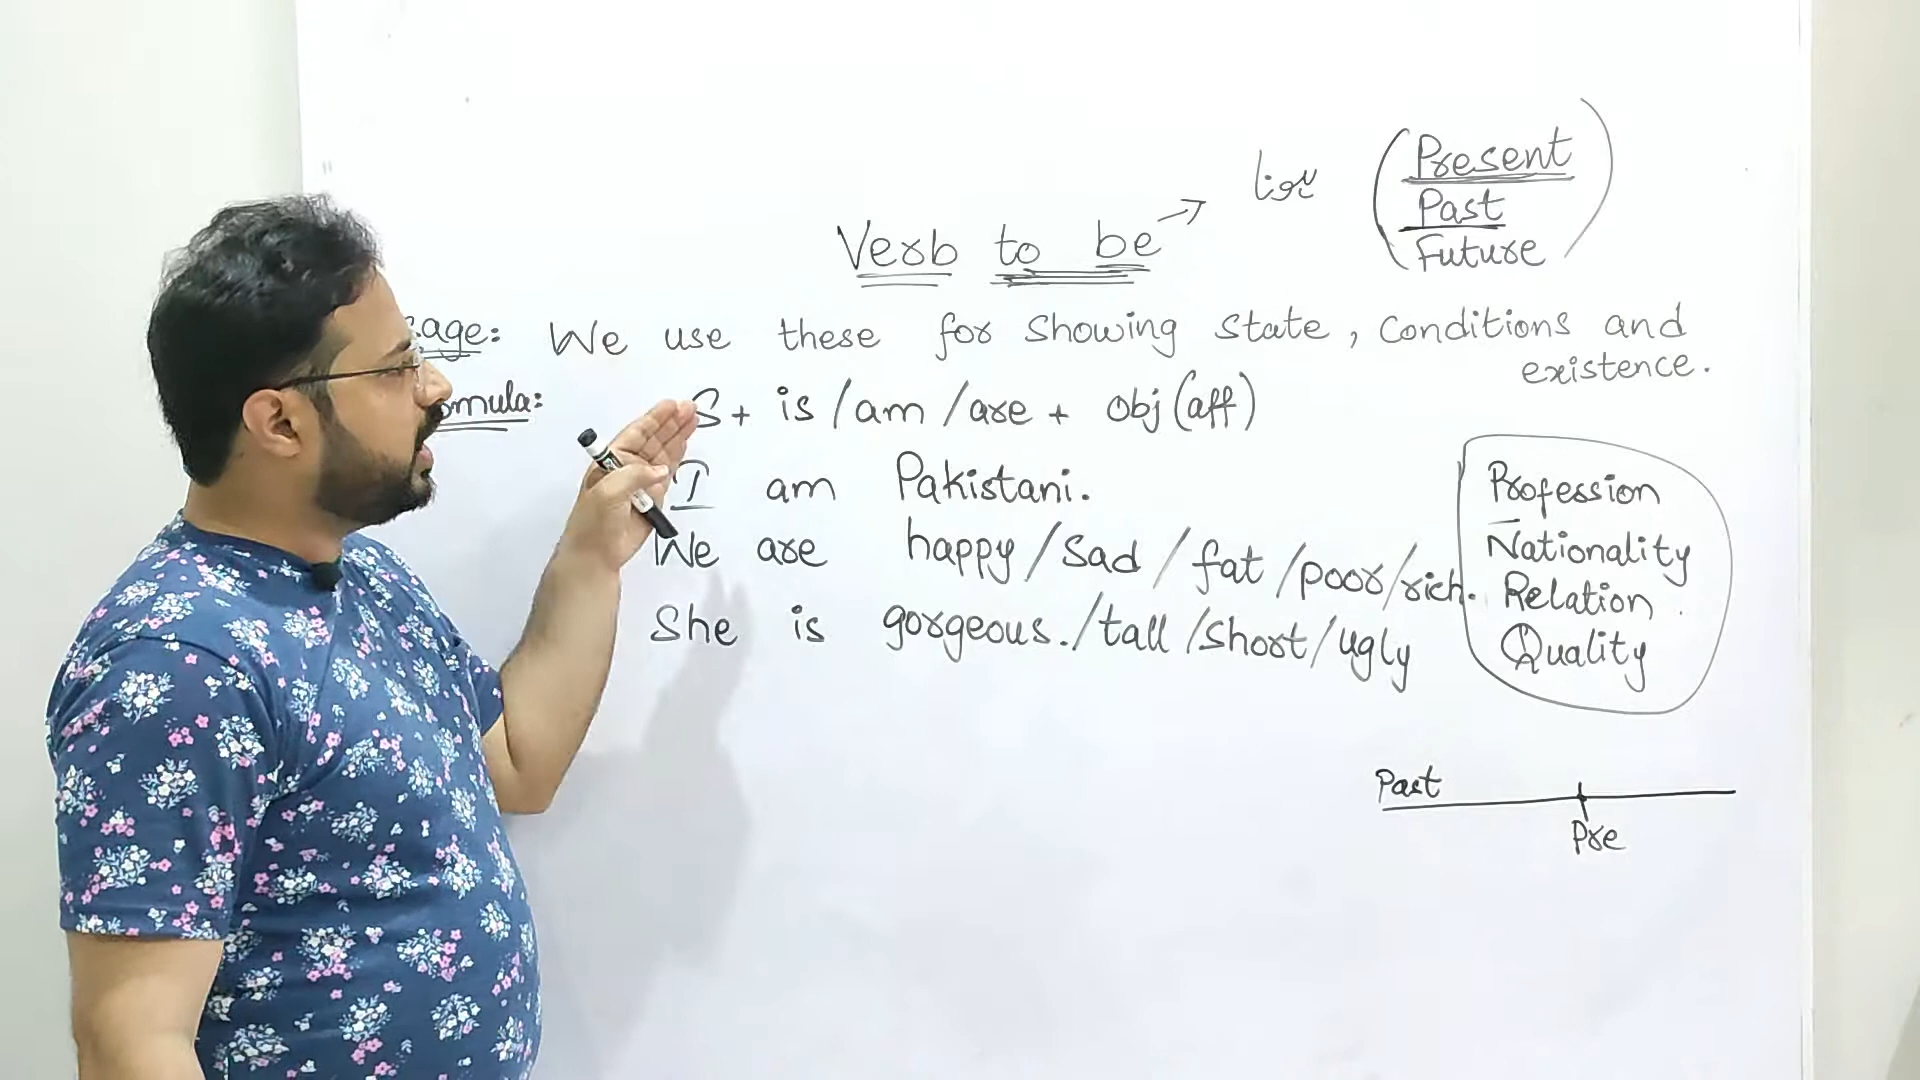 Verb to be → ہونا (Present
Past
Future)
Usage: We use these for showing state, conditions and
existence.
Formula: S + is / am / are + obj (aff)
I am Pakistani.
We are happy / Sad / fat / poor / rich.
She is gorgeous. / tall / short / ugly
Profession
Nationality
Relation
Quality
Past
Pre